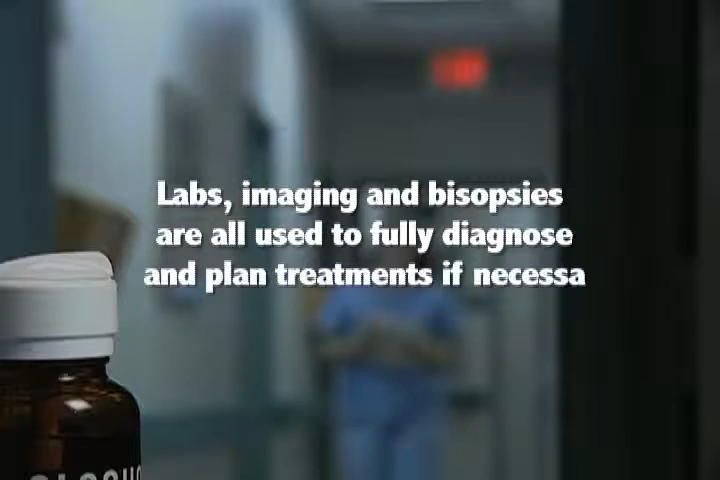 Labs, imaging and bisopsies
are all used to fully diagnose
and plan treatments if necessa